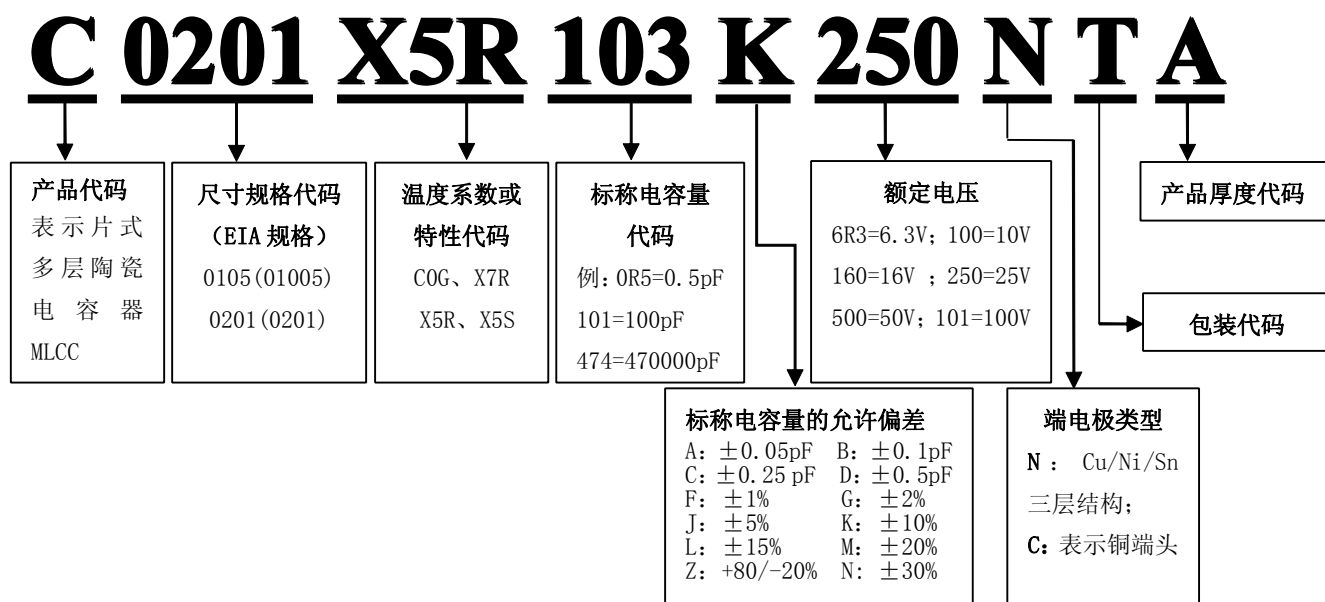 C 0201 X5R 103 K 250 N T A
产品代码
表示片式
多层陶瓷
电容器
MLCC
尺寸规格代码
（EIA 规格）
0105(01005)
0201(0201)
温度系数或
特性代码
C0G、X7R
X5R、X5S
标称电容量
代码
例：0R5=0.5pF
101=100pF
474=470000pF
额定电压
6R3=6.3V；100=10V
160=16V ；250=25V
500=50V；101=100V
产品厚度代码
包装代码
标称电容量的允许偏差
A：±0.05pF B：±0.1pF
C：±0.25 pF D：±0.5pF
F：±1% G：±2%
J：±5% K：±10%
L：±15% M：±20%
Z：+80/-20% N：±30%
端电极类型
N： Cu/Ni/Sn
三层结构；
C：表示铜端头